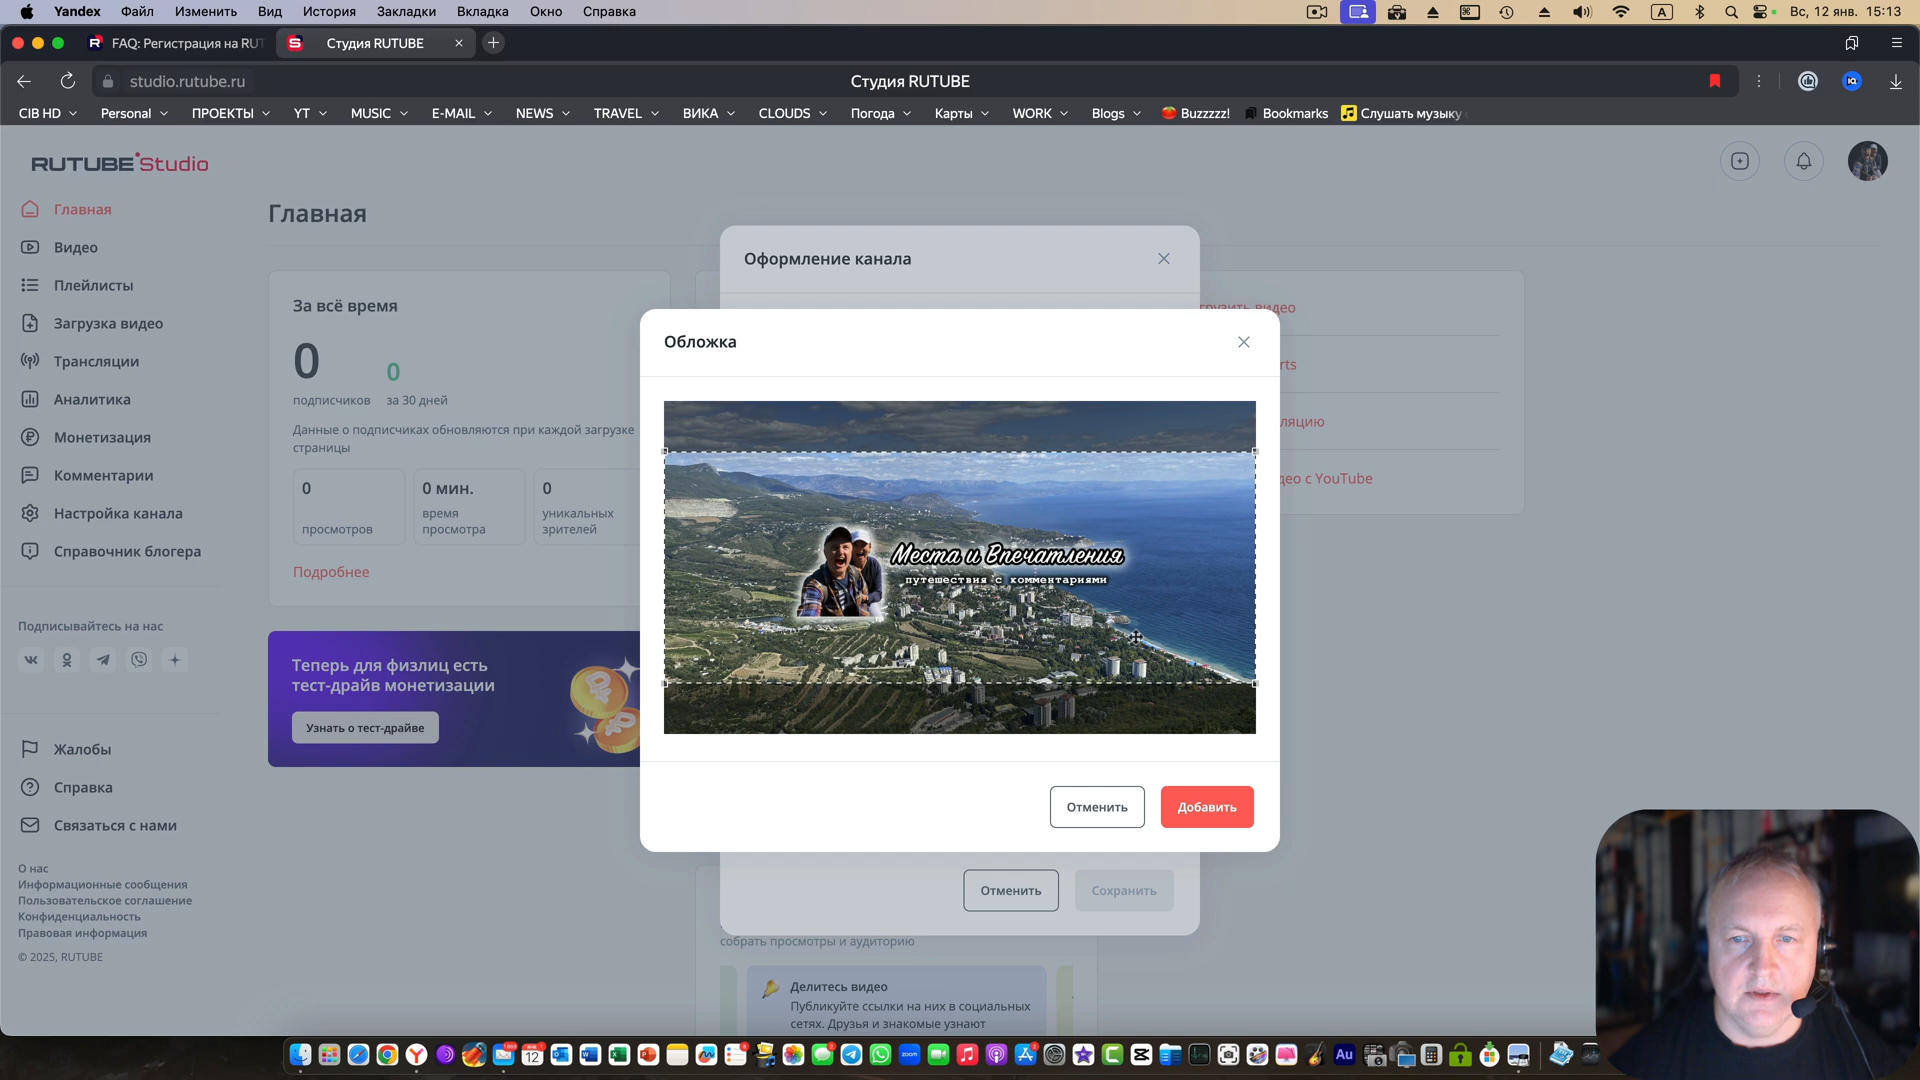 Yandex Файл Изменить Вид История Закладки Вкладка Окно Справка
A Вс, 12 янв. 15:13
FAQ: Регистрация на RUT
Студия RUTUBE
studio.rutube.ru
Студия RUTUBE
CIB HD Personal ПРОЕКТЫ YT MUSIC E-MAIL NEWS TRAVEL ВИКА CLOUDS Погода Карты WORK Blogs Buzzzzz! Bookmarks Слушать музыку
RUTUBE Studio
Главная
Видео
Плейлисты
Загрузка видео
Трансляции
Аналитика
Монетизация
Комментарии
Настройка канала
Справочник блогера
Подписывайтесь на нас
Жалобы
Справка
Связаться с нами
О нас
Информационные сообщения
Пользовательское соглашение
Конфиденциальность
Правовая информация
© 2025, RUTUBE
Главная
За всё время
0
подписчиков
0
за 30 дней
Данные о подписчиках обновляются при каждой загрузке
страницы
0
просмотров
0 мин.
время
просмотра
0
уникальных
зрителей
Подробнее
Теперь для физлиц есть
тест-драйв монетизации
Узнать о тест-драйве
Оформление канала
Обложка
Места и Впечатления
путешествия с комментариями
Отменить
Добавить
Отменить
Сохранить
грузить видео
rts
ляцию
део с YouTube
собрать просмотры и аудиторию
Делитесь видео
Публикуйте ссылки на них в социальных
сетях. Друзья и знакомые узнают